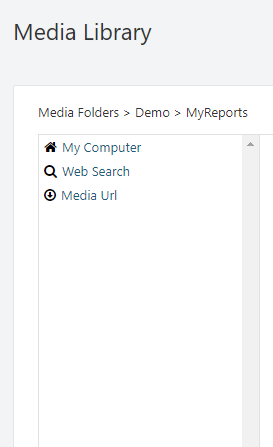 Media Library
Media Folders > Demo > MyReports
My Computer
Web Search
Media Url